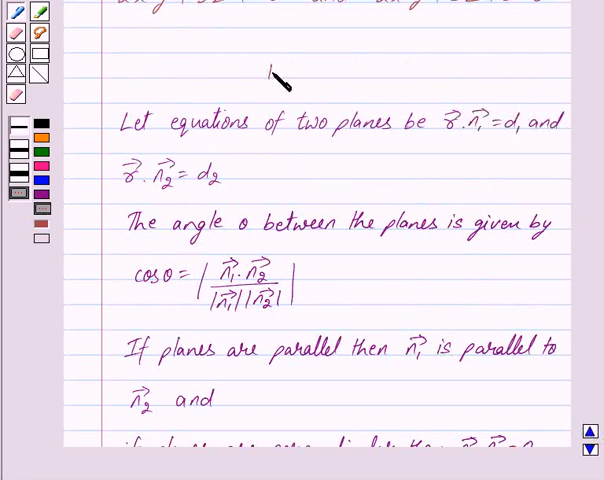 Let equations of two planes be r⃗.n⃗₁=d₁ and
r⃗.n⃗₂=d₂
The angle θ between the planes is given by
cosθ=|n⃗₁.n⃗₂/|n⃗₁||n⃗₂||
If planes are parallel then n⃗₁ is parallel to
n⃗₂ and